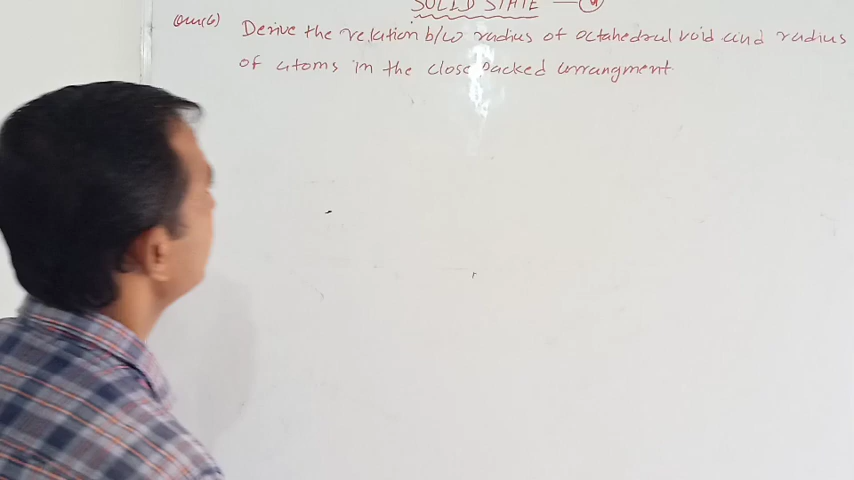 SOLID STATE —
Ques(6) Derive the relation b/w radius of octahedral void and radius
of atoms in the close packed arrangment